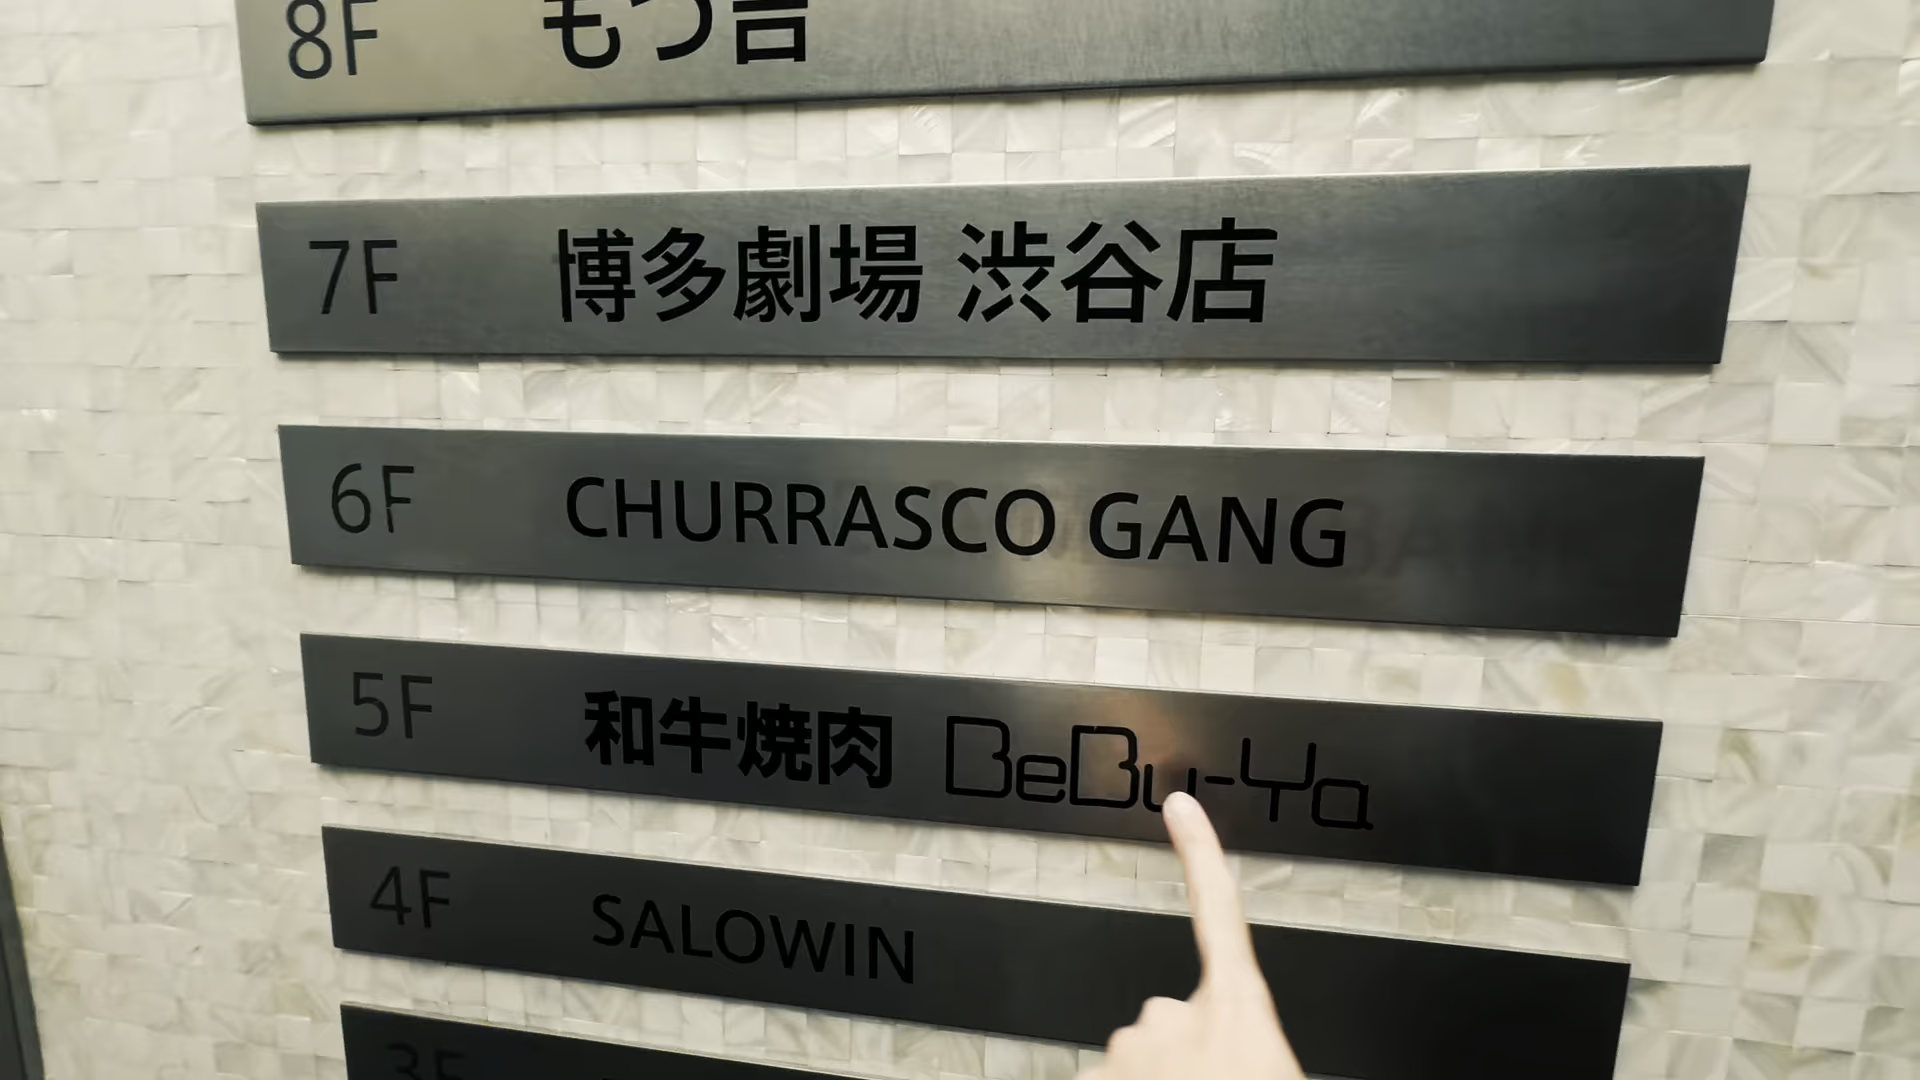 8F もつ吉
7F 博多劇場 渋谷店
6F CHURRASCO GANG
5F 和牛焼肉 BeBu-Ya
4F SALOWIN
3F